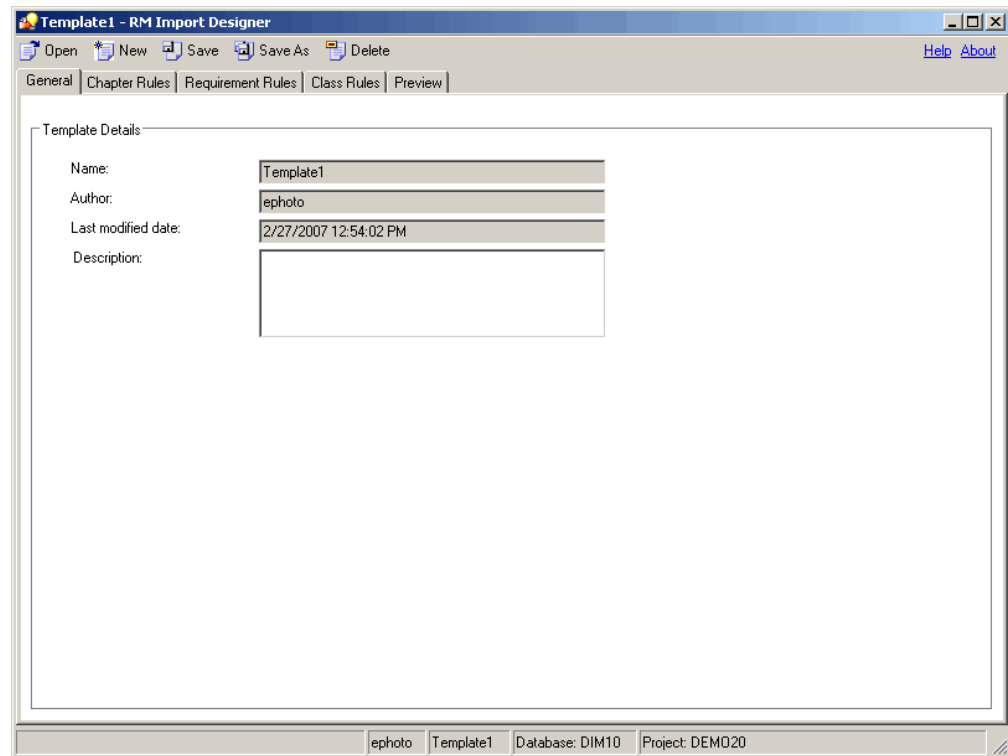 Template1 - RM Import Designer
Open New Save Save As Delete Help About
General Chapter Rules Requirement Rules Class Rules Preview
Template Details
Name: Template1
Author: ephoto
Last modified date: 2/27/2007 12:54:02 PM
Description:
ephoto Template1 Database: DIM10 Project: DEMO20